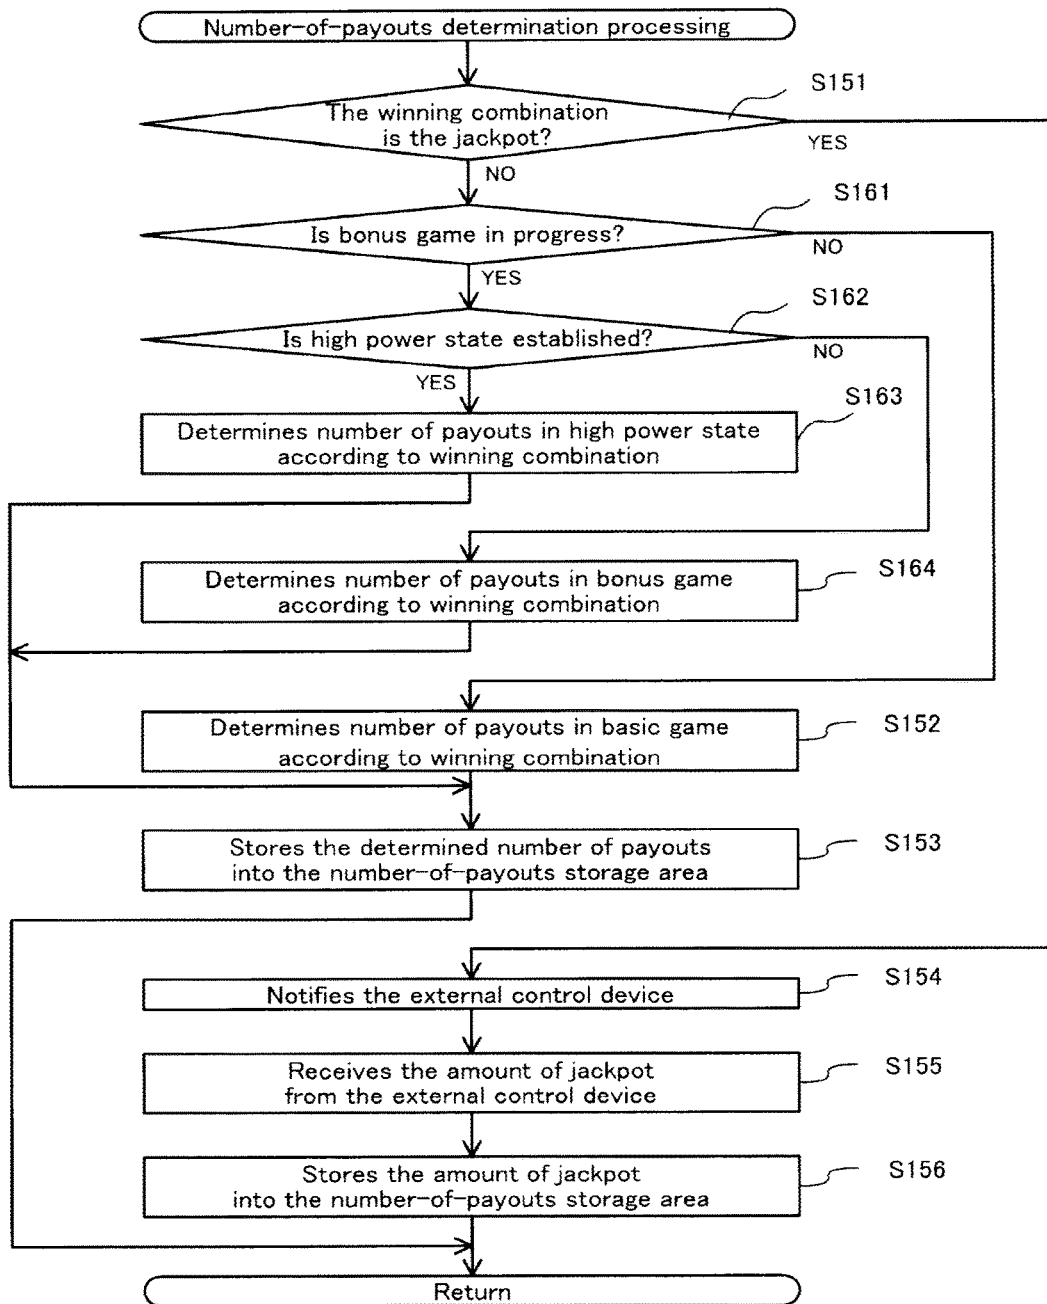 Number-of-payouts determination processing
S151
The winning combination
is the jackpot?
YES
NO
S161
Is bonus game in progress?
NO
YES
S162
Is high power state established?
NO
YES
S163
Determines number of payouts in high power state
according to winning combination
S164
Determines number of payouts in bonus game
according to winning combination
S152
Determines number of payouts in basic game
according to winning combination
S153
Stores the determined number of payouts
into the number-of-payouts storage area
S154
Notifies the external control device
S155
Receives the amount of jackpot
from the external control device
S156
Stores the amount of jackpot
into the number-of-payouts storage area
Return